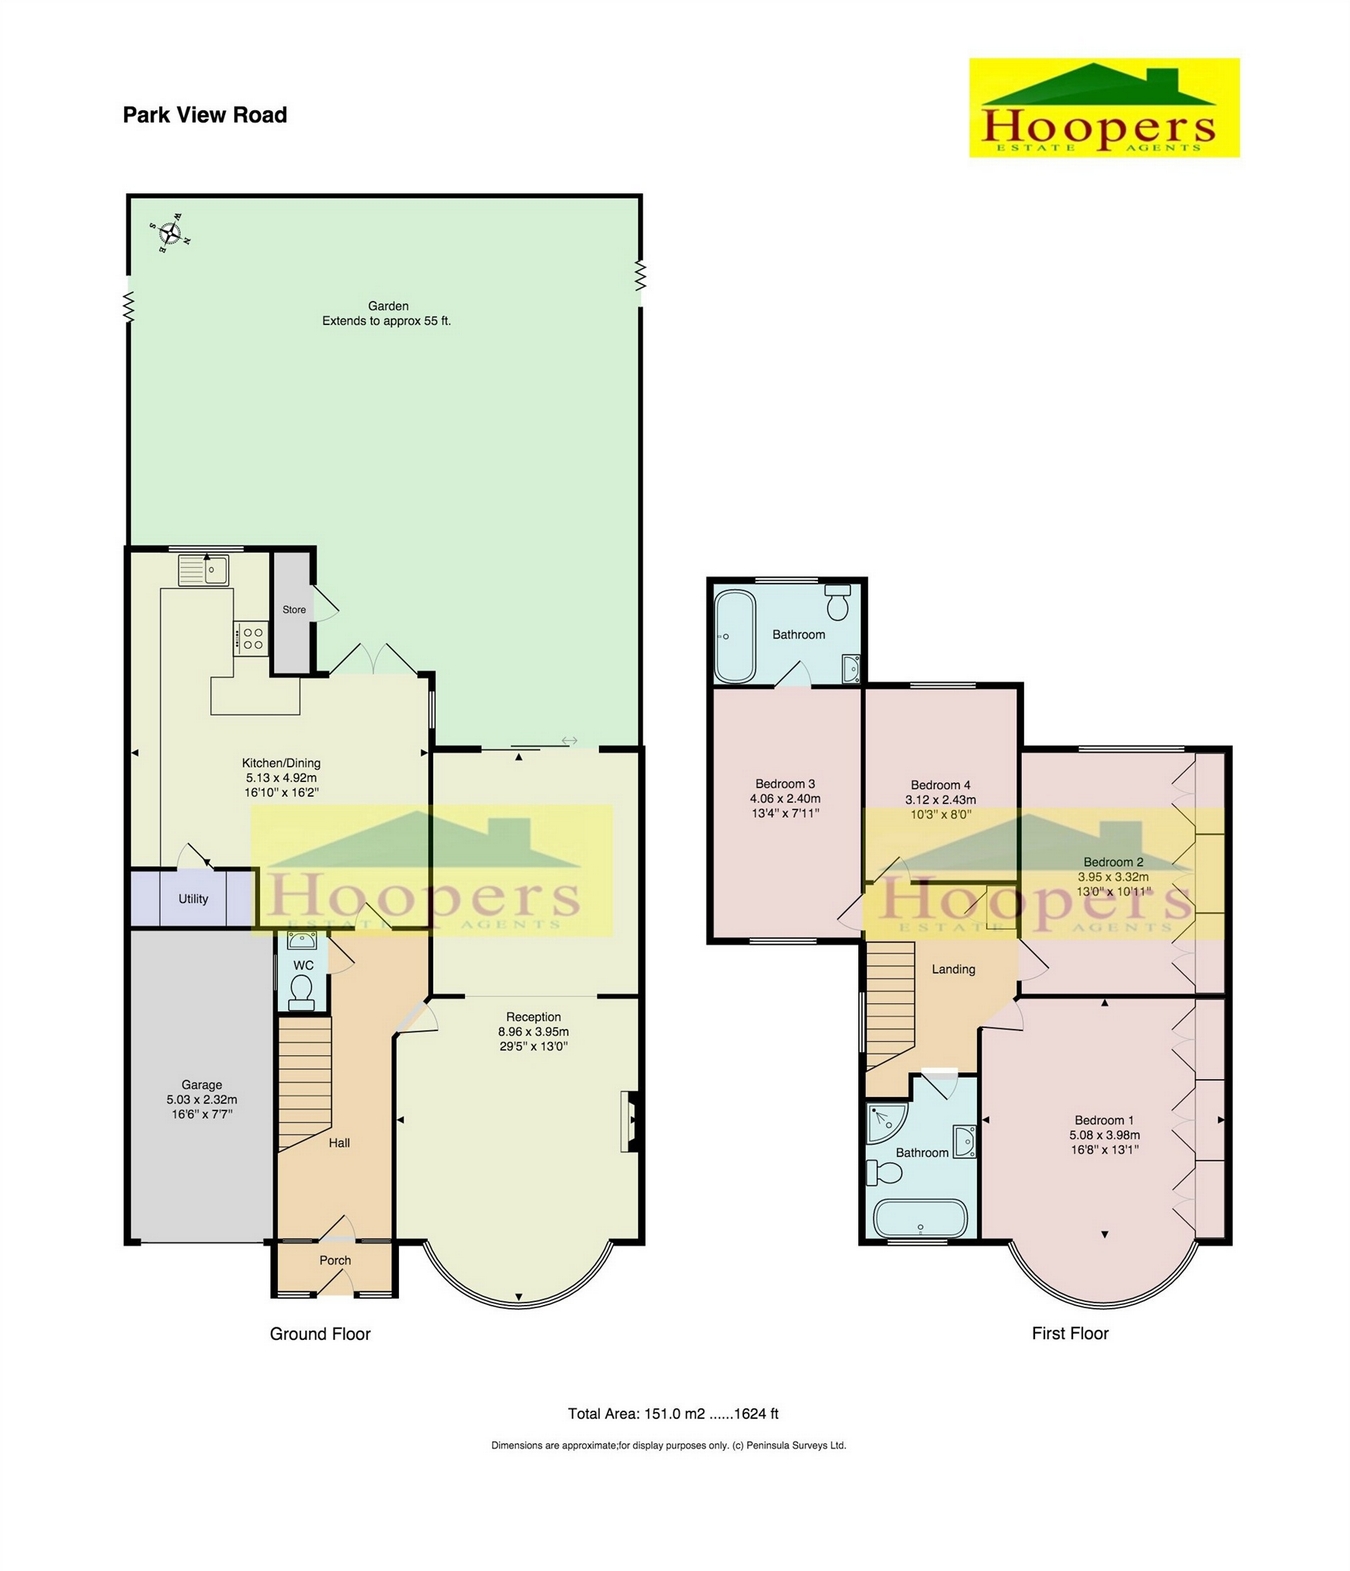 Park View Road
Hoopers
ESTATE AGENTS
W
S
N
E
Garden
Extends to approx 55 ft.
Store
Kitchen/Dining
5.13 x 4.92m
16'10" x 16'2"
Utility
WC
Reception
8.96 x 3.95m
29'5" x 13'0"
Garage
5.03 x 2.32m
16'6" x 7'7"
Hall
Porch
Hoopers
ESTATE AGENTS
Ground Floor
Bathroom
Bedroom 3
4.06 x 2.40m
13'4" x 7'11"
Bedroom 4
3.12 x 2.43m
10'3" x 8'0"
Bedroom 2
3.95 x 3.32m
13'0" x 10'11"
Hoopers
ESTATE AGENTS
Landing
Bedroom 1
5.08 x 3.98m
16'8" x 13'1"
Bathroom
First Floor
Total Area: 151.0 m2 ......1624 ft
Dimensions are approximate;for display purposes only. (c) Peninsula Surveys Ltd.